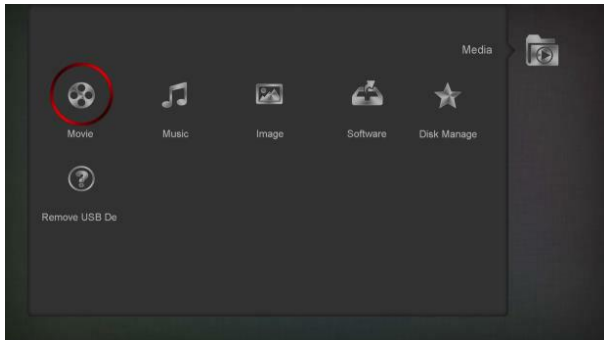 Media
Movie
Music
Image
Software
Disk Manage
Remove USB De